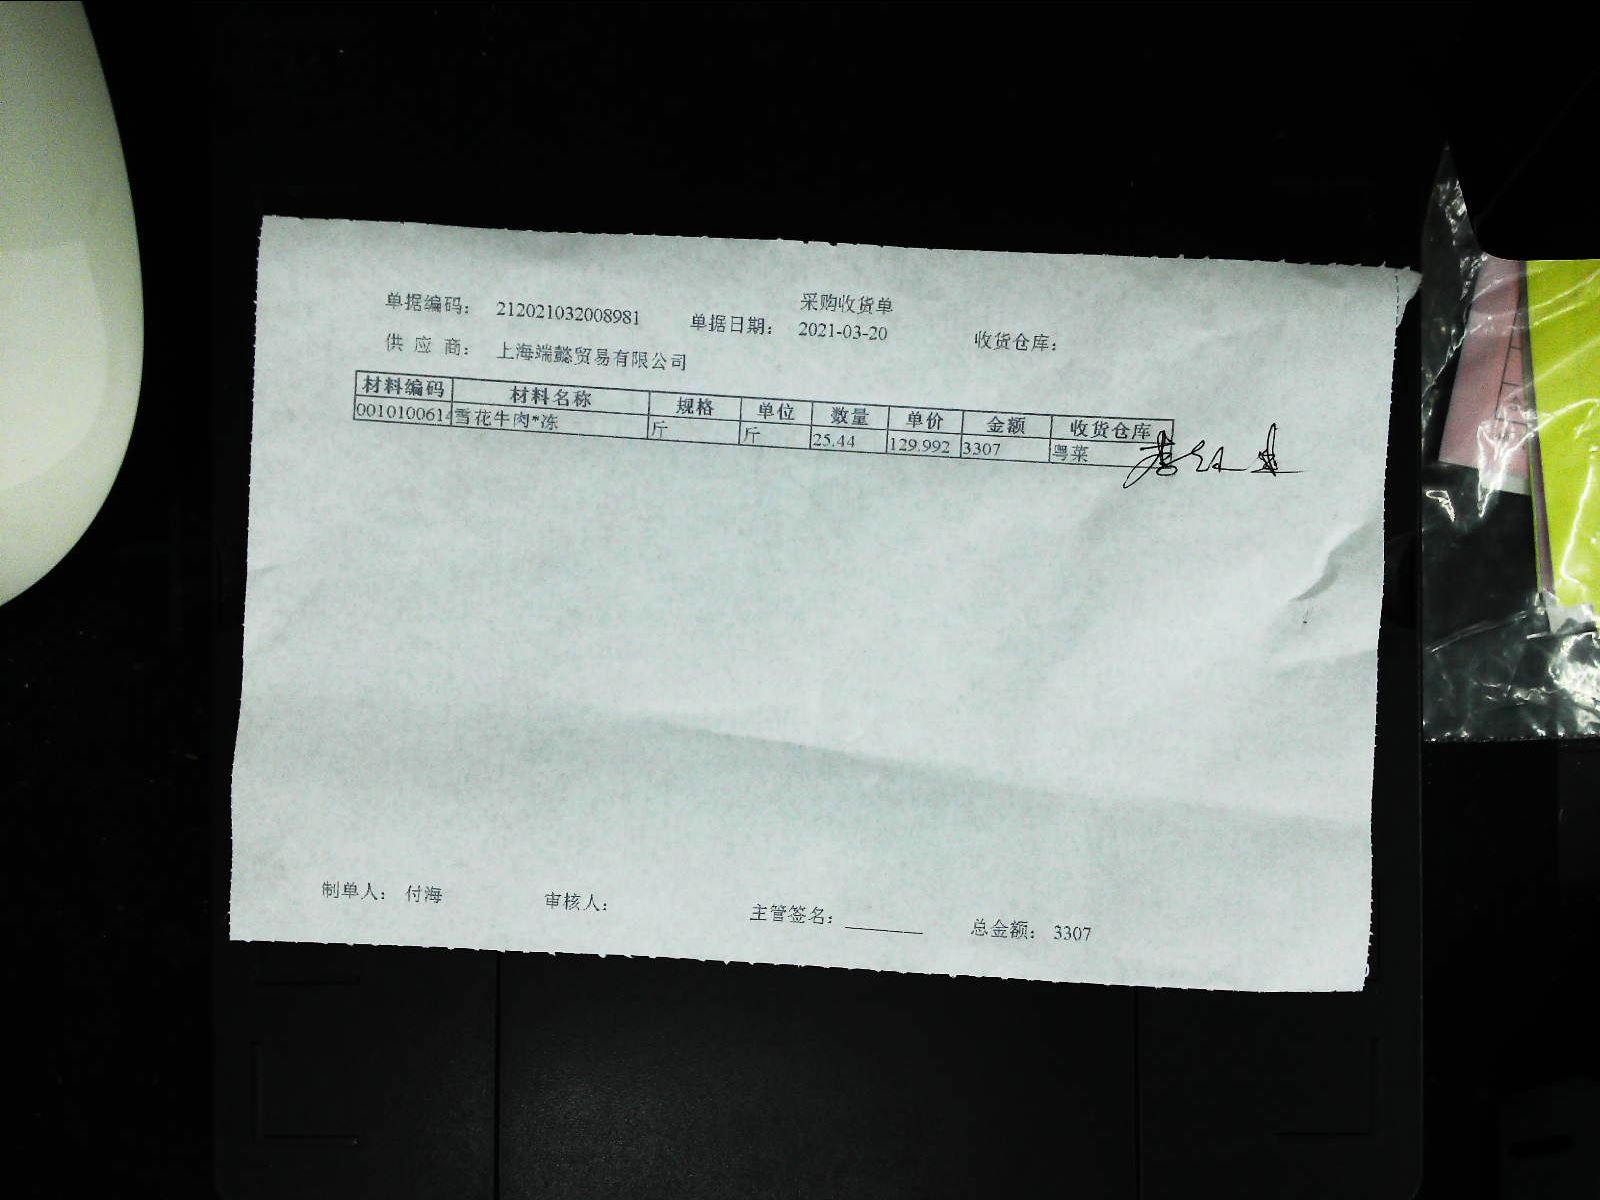 采购收货单
单据编码： 212021032008981 单据日期： 2021-03-20 收货仓库：
供 应 商： 上海端懿贸易有限公司
材料编码 材料名称 规格 单位 数量 单价 金额 收货仓库
0010100614 雪花牛肉*冻 斤 斤 25.44 129.992 3307 粤菜
制单人： 付海 审核人： 主管签名：________ 总金额： 3307